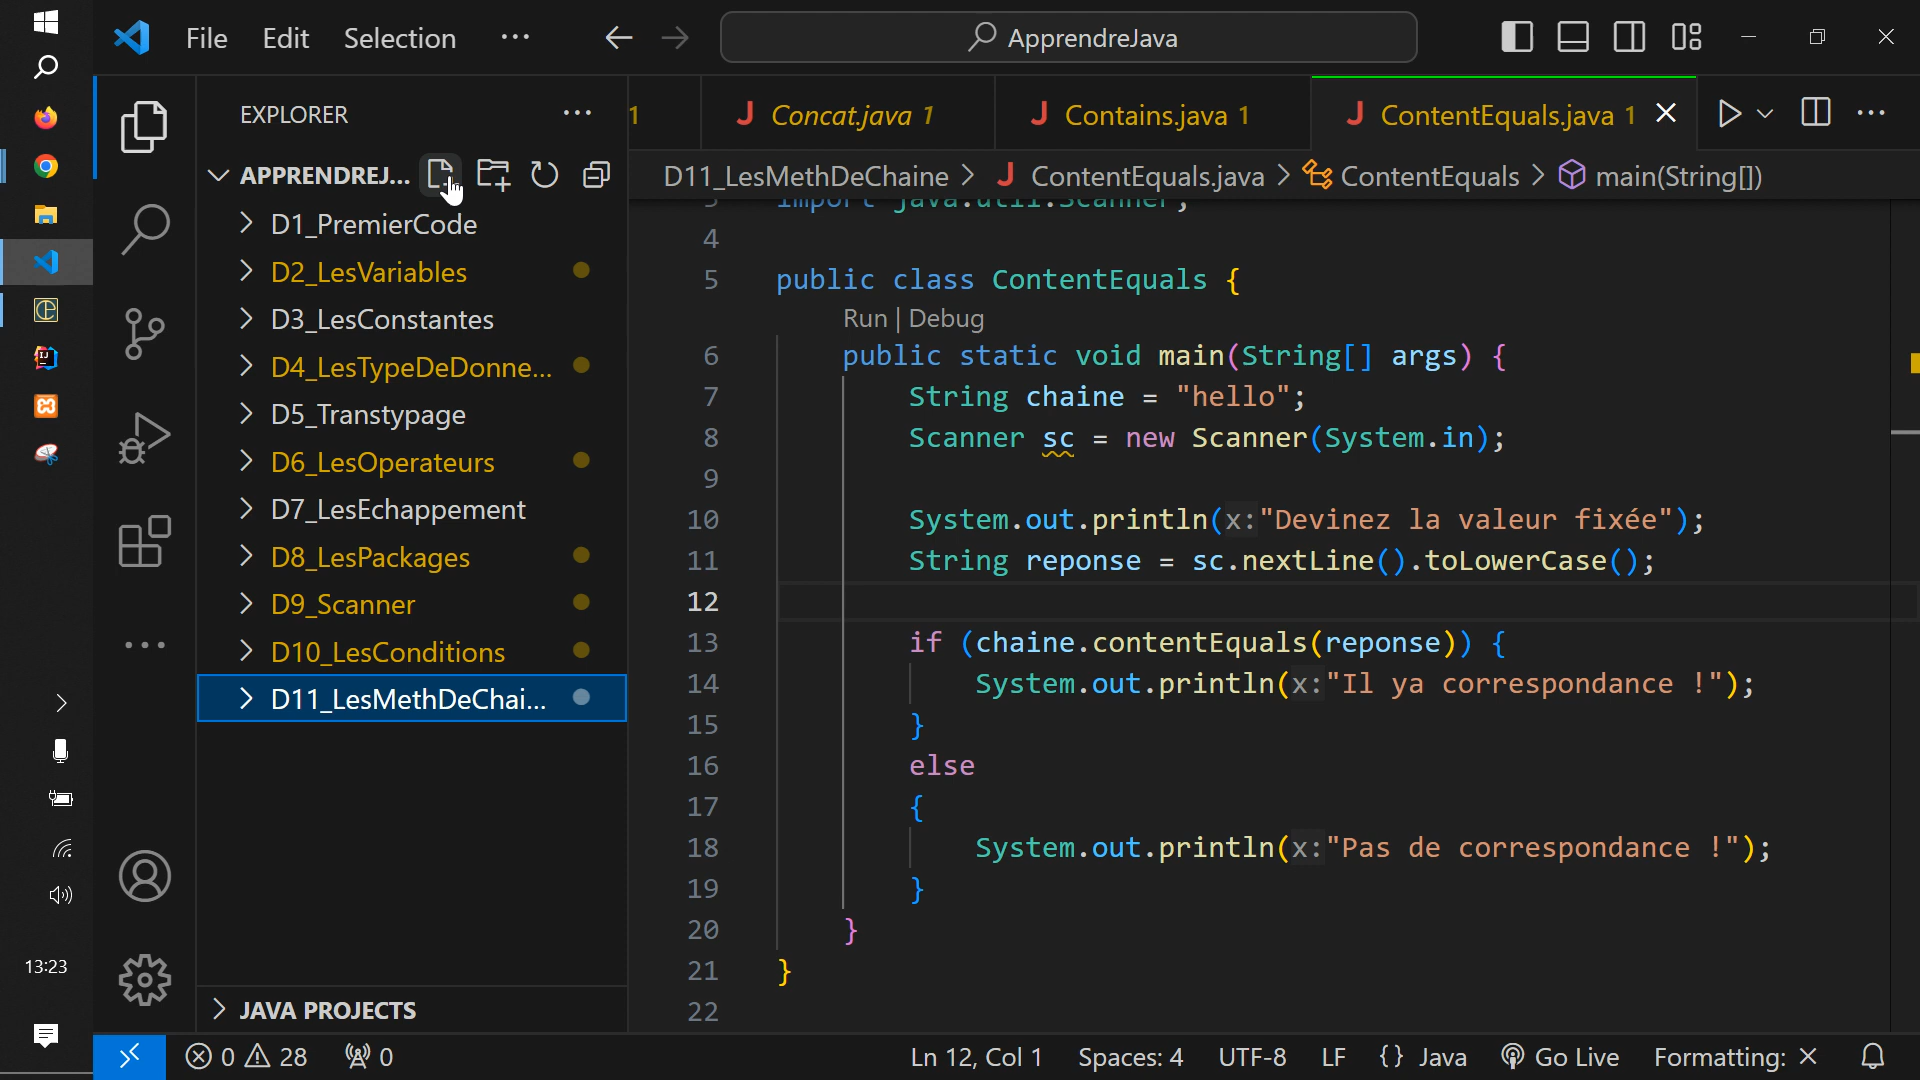 File Edit Selection ···
ApprendreJava
EXPLORER
1
Concat.java 1
Contains.java 1
ContentEquals.java 1
APPRENDREJ...
D11_LesMethDeChaine > ContentEquals.java > ContentEquals > main(String[])
D1_PremierCode
D2_LesVariables
D3_LesConstantes
D4_LesTypeDeDonne...
D5_Transtypage
D6_LesOperateurs
D7_LesEchappement
D8_LesPackages
D9_Scanner
D10_LesConditions
D11_LesMethDeChai...
JAVA PROJECTS
3 import java.util.Scanner;
4
5 public class ContentEquals {
Run | Debug
6 public static void main(String[] args) {
7 String chaine = "hello";
8 Scanner sc = new Scanner(System.in);
9
10 System.out.println(x:"Devinez la valeur fixée");
11 String reponse = sc.nextLine().toLowerCase();
12
13 if (chaine.contentEquals(reponse)) {
14 System.out.println(x:"Il ya correspondance !");
15 }
16 else
17 {
18 System.out.println(x:"Pas de correspondance !");
19 }
20 }
21 }
22
13:23
0 28 0
Ln 12, Col 1 Spaces: 4 UTF-8 LF {} Java Go Live Formatting: ×